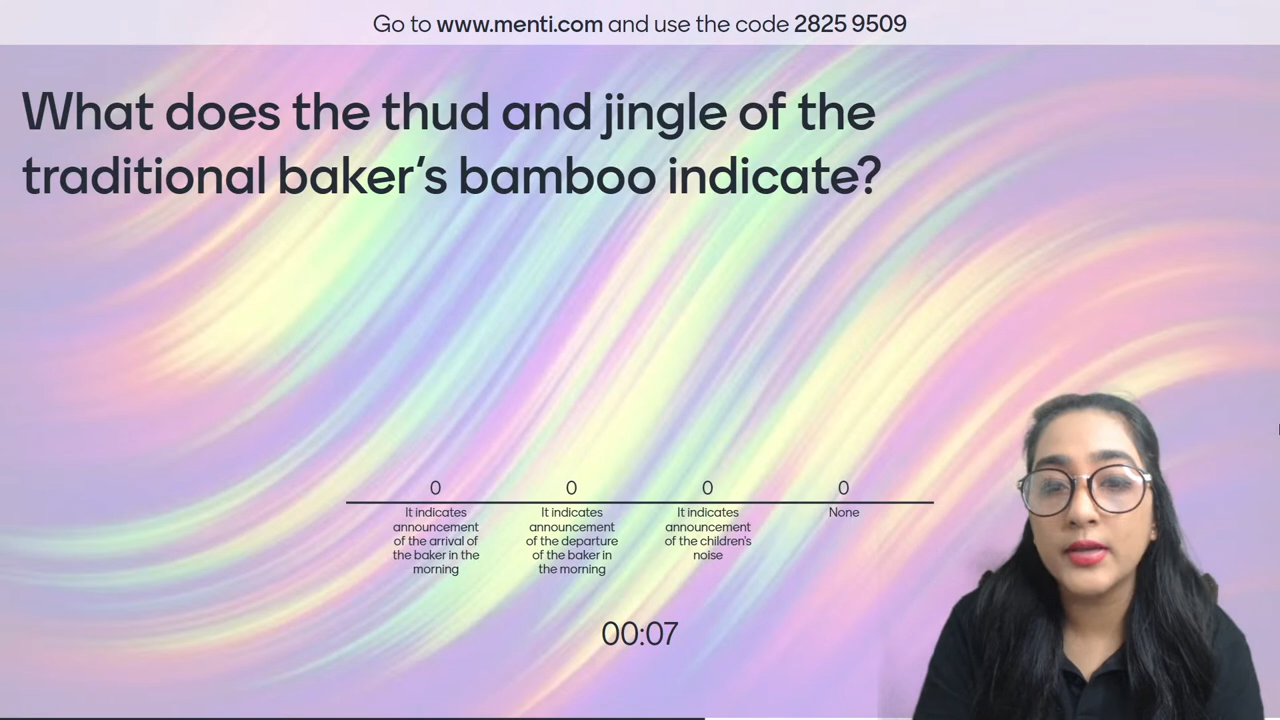 Go to www.menti.com and use the code 2825 9509
What does the thud and jingle of the
traditional baker's bamboo indicate?
0
0
0
0
It indicates
announcement
of the arrival of
the baker in the
morning
It indicates
announcement
of the departure
of the baker in
the morning
It indicates
announcement
of the children's
noise
None
00:07